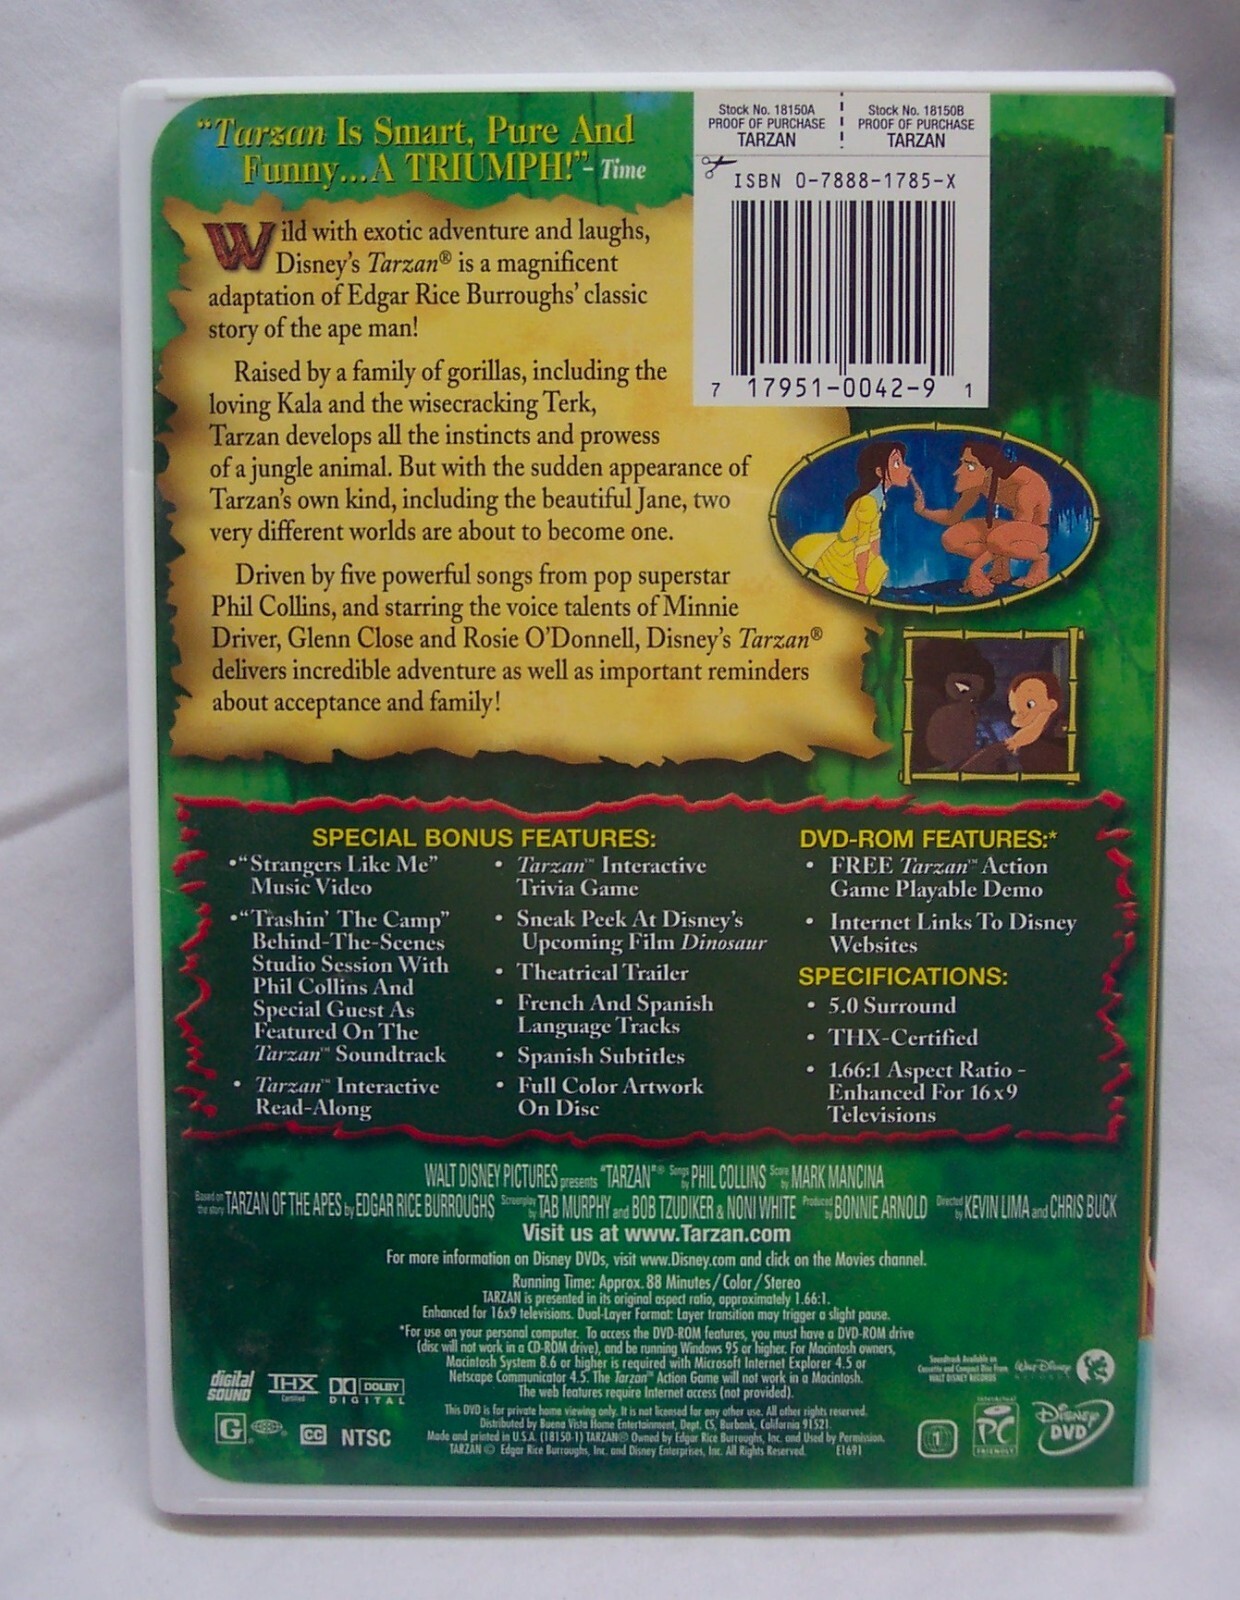 "Tarzan Is Smart, Pure And
Funny...A TRIUMPH!"- Time
Stock No. 18150A
PROOF OF PURCHASE
TARZAN
Stock No. 18150B
PROOF OF PURCHASE
TARZAN
ISBN 0-7888-1785-X
7 17951-0042-9 1
Wild with exotic adventure and laughs,
Disney's Tarzan® is a magnificent
adaptation of Edgar Rice Burroughs' classic
story of the ape man!
Raised by a family of gorillas, including the
loving Kala and the wisecracking Terk,
Tarzan develops all the instincts and prowess
of a jungle animal. But with the sudden appearance of
Tarzan's own kind, including the beautiful Jane, two
very different worlds are about to become one.
Driven by five powerful songs from pop superstar
Phil Collins, and starring the voice talents of Minnie
Driver, Glenn Close and Rosie O'Donnell, Disney's Tarzan®
delivers incredible adventure as well as important reminders
about acceptance and family!
SPECIAL BONUS FEATURES:
•"Strangers Like Me"
Music Video
•"Trashin' The Camp"
Behind-The-Scenes
Studio Session With
Phil Collins And
Special Guest As
Featured On The
Tarzan™ Soundtrack
• Tarzan™ Interactive
Read-Along
• Tarzan™ Interactive
Trivia Game
• Sneak Peek At Disney's
Upcoming Film Dinosaur
• Theatrical Trailer
• French And Spanish
Language Tracks
• Spanish Subtitles
• Full Color Artwork
On Disc
DVD-ROM FEATURES:*
• FREE Tarzan™ Action
Game Playable Demo
• Internet Links To Disney
Websites
SPECIFICATIONS:
• 5.0 Surround
• THX-Certified
• 1.66:1 Aspect Ratio -
Enhanced For 16x9
Televisions
WALT DISNEY PICTURES presents "TARZAN"® Songs by PHIL COLLINS Score by MARK MANCINA
Based on the story TARZAN OF THE APES by EDGAR RICE BURROUGHS Screenplay by TAB MURPHY and BOB TZUDIKER & NONI WHITE Produced by BONNIE ARNOLD Directed by KEVIN LIMA and CHRIS BUCK
Visit us at www.Tarzan.com
For more information on Disney DVDs, visit www.Disney.com and click on the Movies channel.
Running Time: Approx. 88 Minutes/Color/Stereo
TARZAN is presented in its original aspect ratio, approximately 1.66:1.
Enhanced for 16x9 televisions. Dual-Layer Format: Layer transition may trigger a slight pause.
*For use on your personal computer. To access the DVD-ROM features, you must have a DVD-ROM drive
(disc will not work in a CD-ROM drive), and be running Windows 95 or higher. For Macintosh owners,
Macintosh System 8.6 or higher is required with Microsoft Internet Explorer 4.5 or
Netscape Communicator 4.5. The Tarzan™ Action Game will not work in a Macintosh.
The web features require Internet access (not provided).
This DVD is for private home viewing only. It is not licensed for any other use. All other rights reserved.
Distributed by Buena Vista Home Entertainment, Dept. CS, Burbank, California 91521.
Made and printed in U.S.A. (18150-1) TARZAN® Owned by Edgar Rice Burroughs, Inc. and Used by Permission.
TARZAN © Edgar Rice Burroughs, Inc. and Disney Enterprises, Inc. All Rights Reserved. E1691
digital
SOUND
THX
Certified
DOLBY
DIGITAL
G
CC
NTSC
Soundtrack Available on
Cassette and Compact Disc From
WALT DISNEY RECORDS
Walt Disney
RECORDS
1
PC
FRIENDLY
DISNEY
DVD